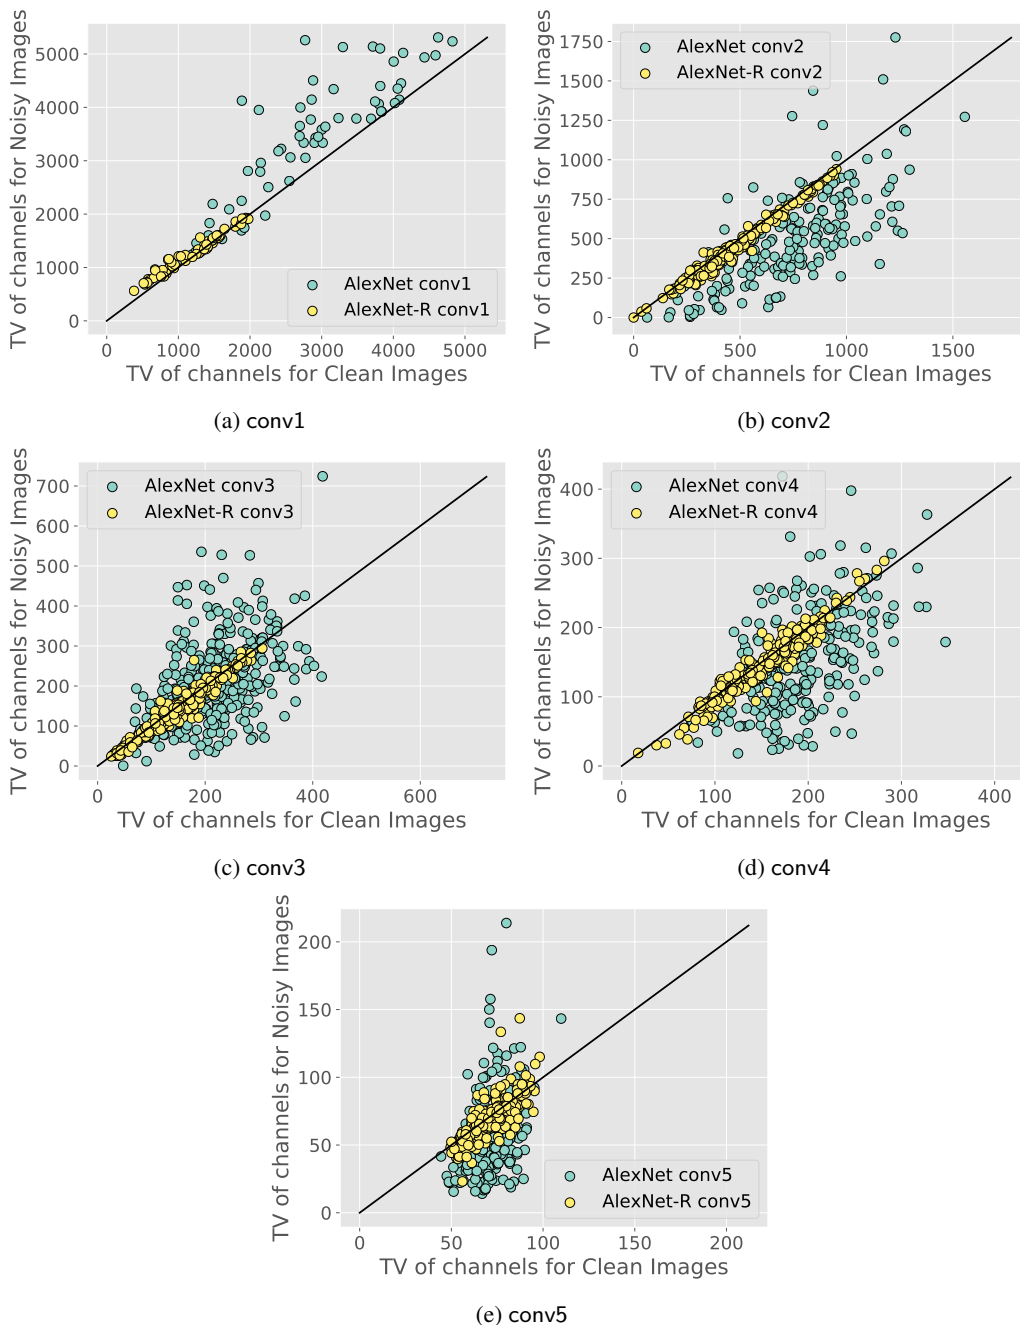 TV of channels for Noisy Images
5000
4000
3000
2000
1000
0
AlexNet conv1
AlexNet-R conv1
0 1000 2000 3000 4000 5000
TV of channels for Clean Images
(a) conv1
TV of channels for Noisy Images
1750
1500
1250
1000
750
500
250
0
AlexNet conv2
AlexNet-R conv2
0 500 1000 1500
TV of channels for Clean Images
(b) conv2
TV of channels for Noisy Images
700
600
500
400
300
200
100
0
AlexNet conv3
AlexNet-R conv3
0 200 400 600
TV of channels for Clean Images
(c) conv3
TV of channels for Noisy Images
400
300
200
100
0
AlexNet conv4
AlexNet-R conv4
0 100 200 300 400
TV of channels for Clean Images
(d) conv4
TV of channels for Noisy Images
200
150
100
50
0
AlexNet conv5
AlexNet-R conv5
0 50 100 150 200
TV of channels for Clean Images
(e) conv5